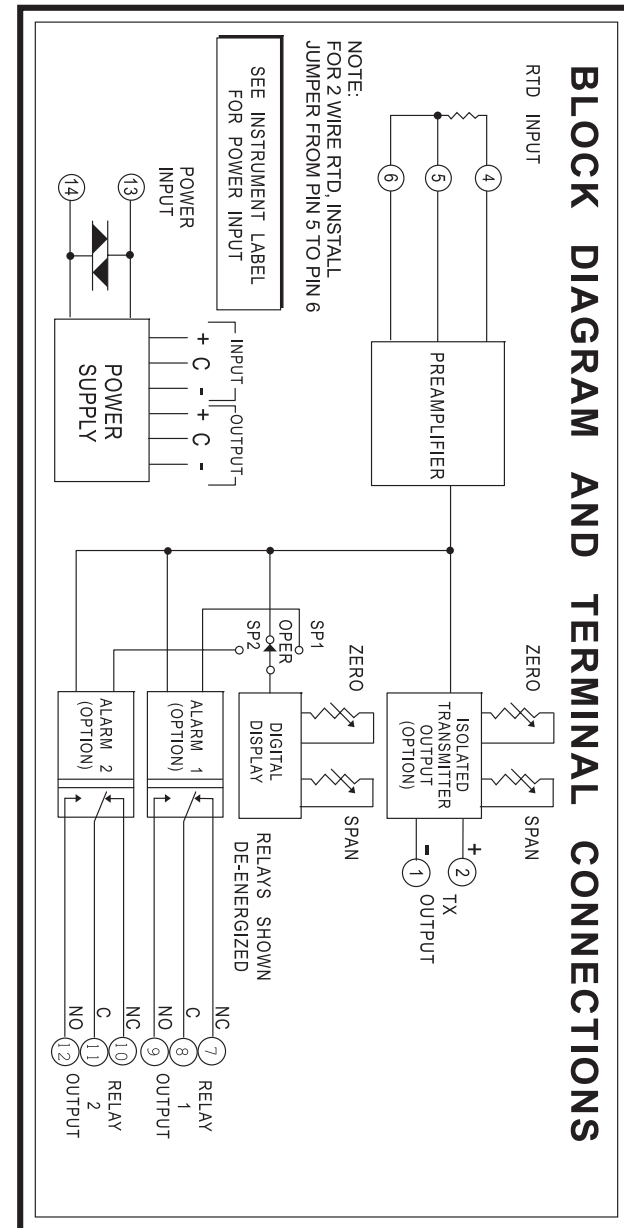 BLOCK DIAGRAM AND TERMINAL CONNECTIONS
RTD INPUT
4
5
6
PREAMPLIFIER
NOTE:
FOR 2 WIRE RTD, INSTALL
JUMPER FROM PIN 5 TO PIN 6
SEE INSTRUMENT LABEL
FOR POWER INPUT
POWER
INPUT
13
14
POWER
SUPPLY
INPUT
+ C -
OUTPUT
+ C -
ZERO
SPAN
ISOLATED
TRANSMITTER
OUTPUT
(OPTION)
+
2
-
1
TX
OUTPUT
ZERO
SPAN
SP1
OPER
SP2
DIGITAL
DISPLAY
RELAYS SHOWN
DE-ENERGIZED
ALARM 1
(OPTION)
NC
7
C
8
NO
9
RELAY
1
OUTPUT
ALARM 2
(OPTION)
NC
10
C
11
NO
12
RELAY
2
OUTPUT